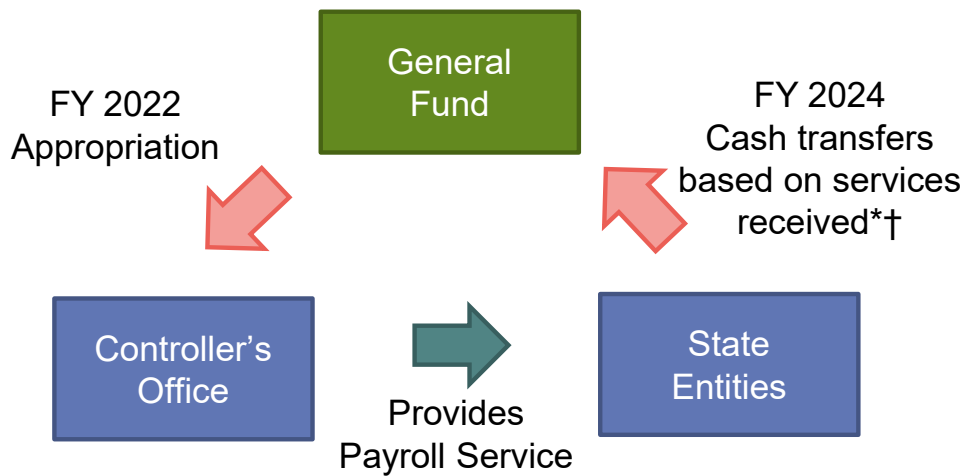 General
Fund
FY 2022
Appropriation
FY 2024
Cash transfers
based on services
received*†
Controller’s
Office
Provides
Payroll Service
State
Entities